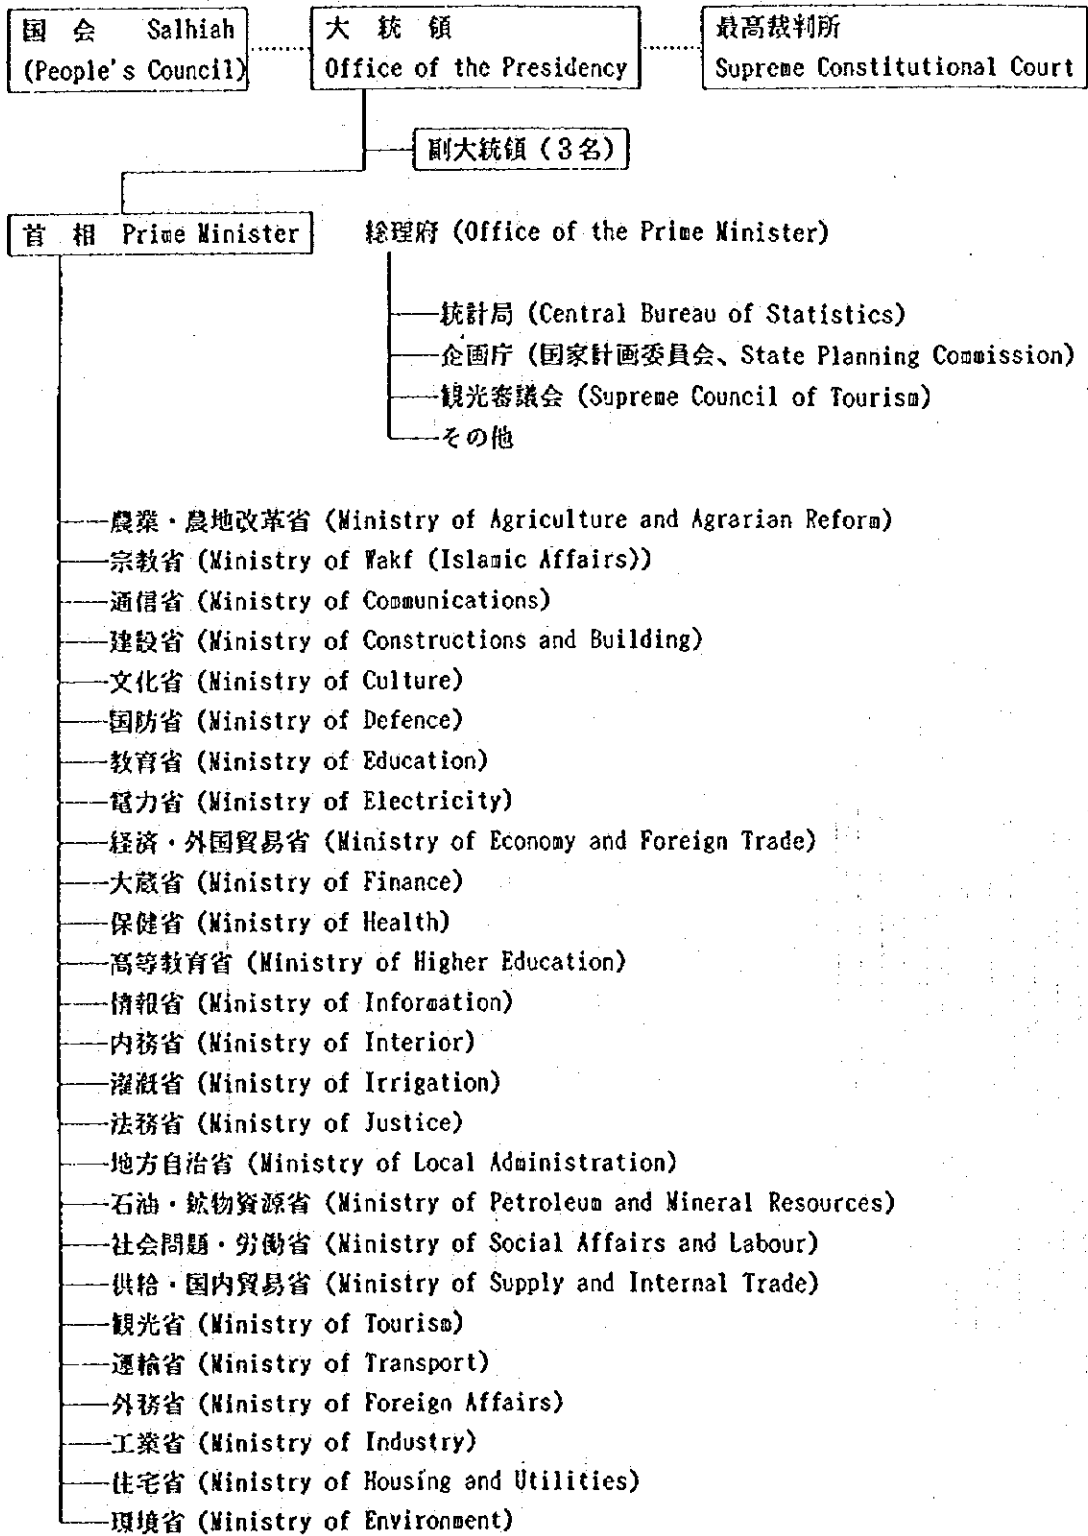 国 会 Salhiah
(People's Council)
大 統 領
Office of the Presidency
最高裁判所
Supreme Constitutional Court
副大統領（３名）
首 相 Prime Minister
総理府 (Office of the Prime Minister)
統計局 (Central Bureau of Statistics)
企画庁 (国家計画委員会、State Planning Commission)
観光審議会 (Supreme Council of Tourism)
その他
農業・農地改革省 (Ministry of Agriculture and Agrarian Reform)
宗教省 (Ministry of Wakf (Islamic Affairs))
通信省 (Ministry of Communications)
建設省 (Ministry of Constructions and Building)
文化省 (Ministry of Culture)
国防省 (Ministry of Defence)
教育省 (Ministry of Education)
電力省 (Ministry of Electricity)
経済・外国貿易省 (Ministry of Economy and Foreign Trade)
大蔵省 (Ministry of Finance)
保健省 (Ministry of Health)
高等教育省 (Ministry of Higher Education)
情報省 (Ministry of Information)
内務省 (Ministry of Interior)
灌漑省 (Ministry of Irrigation)
法務省 (Ministry of Justice)
地方自治省 (Ministry of Local Administration)
石油・鉱物資源省 (Ministry of Petroleum and Mineral Resources)
社会問題・労働省 (Ministry of Social Affairs and Labour)
供給・国内貿易省 (Ministry of Supply and Internal Trade)
観光省 (Ministry of Tourism)
運輸省 (Ministry of Transport)
外務省 (Ministry of Foreign Affairs)
工業省 (Ministry of Industry)
住宅省 (Ministry of Housing and Utilities)
環境省 (Ministry of Environment)